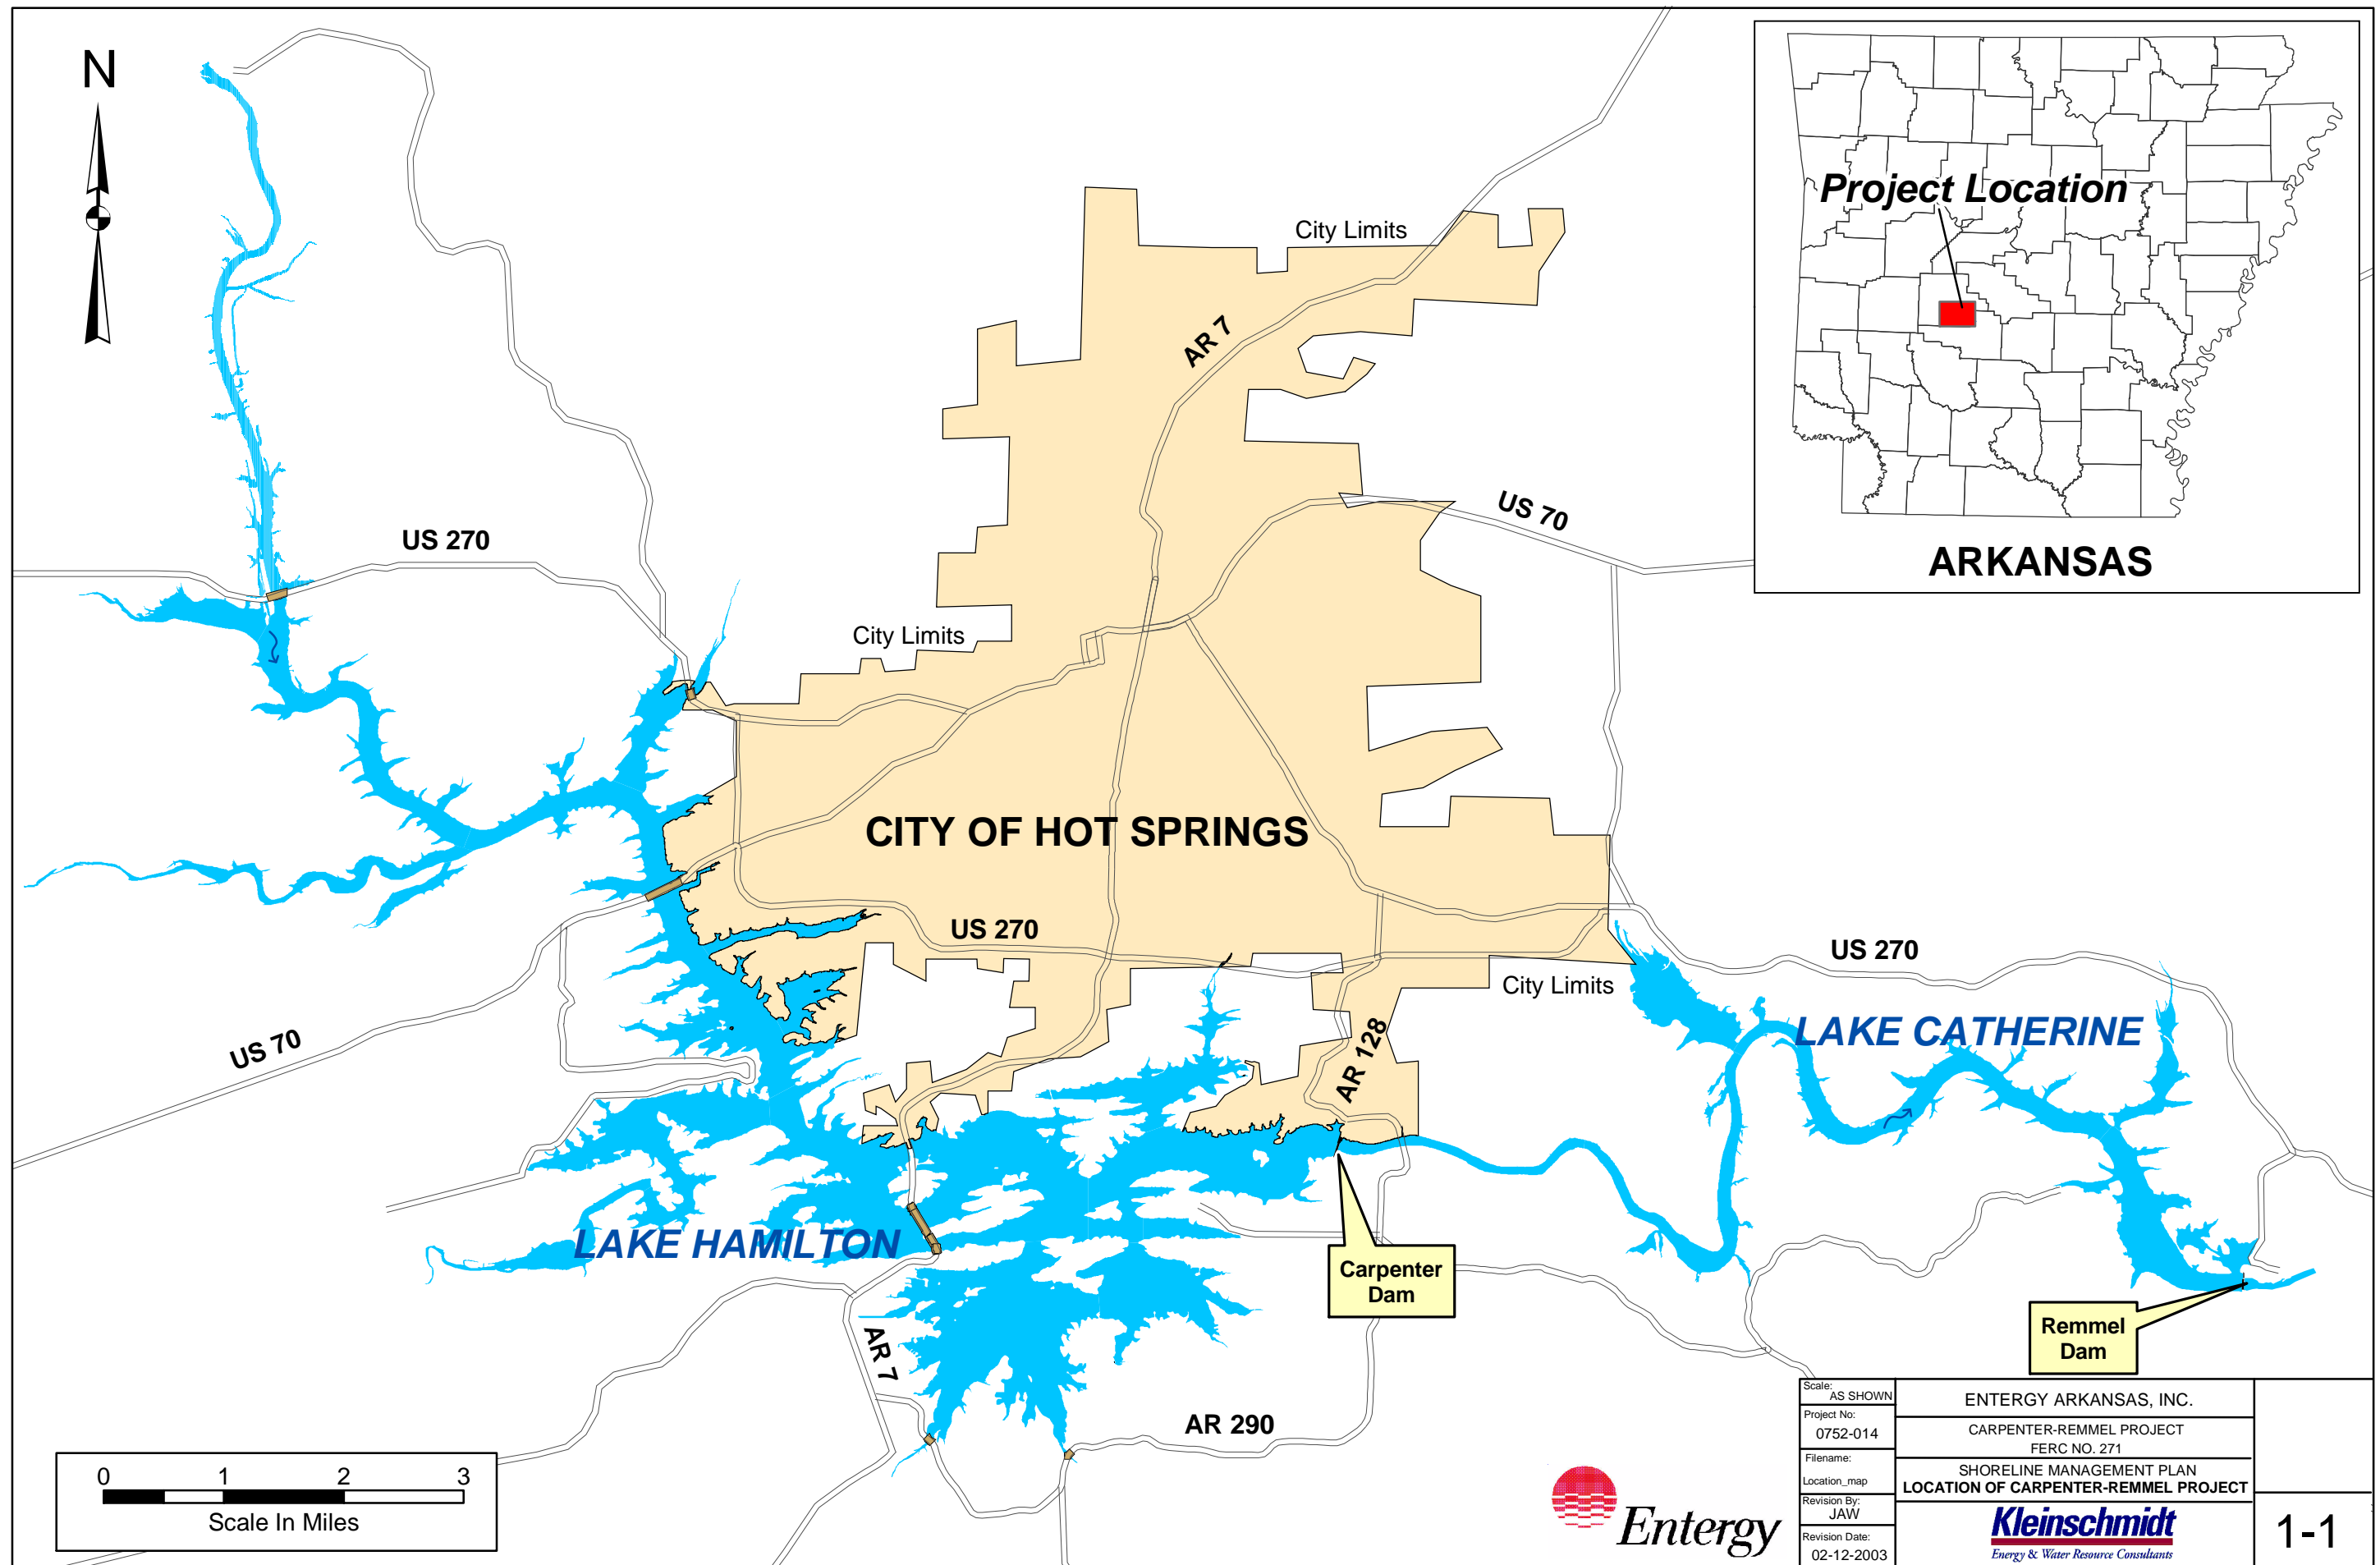 N
City Limits
AR 7
Project Location
ARKANSAS
US 70
US 270
City Limits
CITY OF HOT SPRINGS
US 270
US 270
City Limits
LAKE CATHERINE
US 70
AR 128
LAKE HAMILTON
Carpenter
Dam
Remmel
Dam
AR 7
AR 290
0 1 2 3
Scale In Miles
Entergy
Scale:
AS SHOWN
Project No:
0752-014
Filename:
Location_map
Revision By:
JAW
Revision Date:
02-12-2003
ENTERGY ARKANSAS, INC.
CARPENTER-REMMEL PROJECT
FERC NO. 271
SHORELINE MANAGEMENT PLAN
LOCATION OF CARPENTER-REMMEL PROJECT
Kleinschmidt
Energy & Water Resource Consultants
1-1